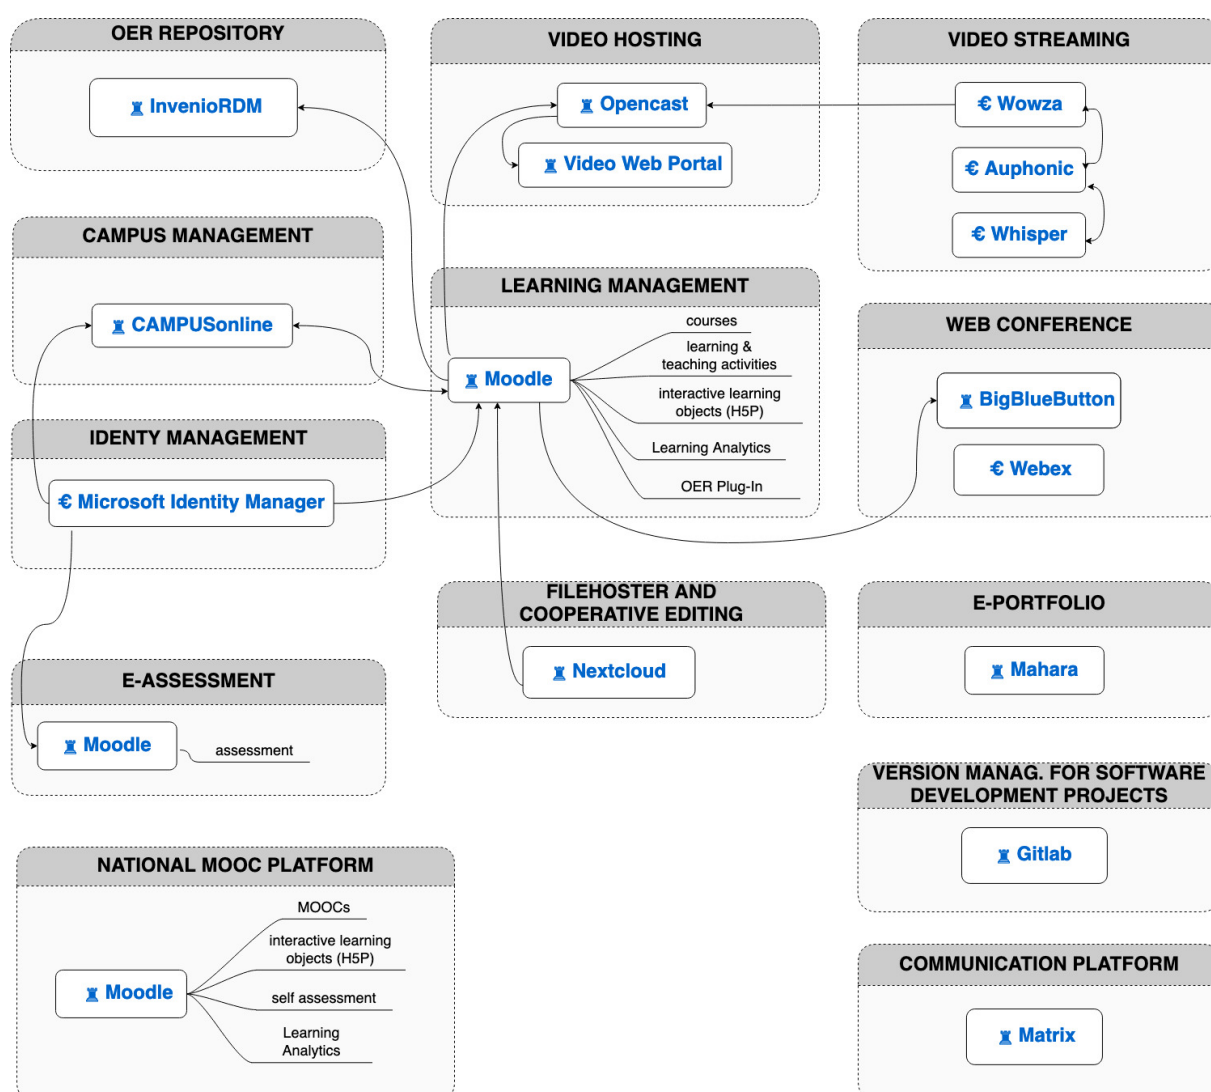 OER REPOSITORY
InvenioRDM
VIDEO HOSTING
Opencast
Video Web Portal
VIDEO STREAMING
€ Wowza
€ Auphonic
€ Whisper
CAMPUS MANAGEMENT
CAMPUSonline
LEARNING MANAGEMENT
Moodle
courses
learning &
teaching activities
interactive learning
objects (H5P)
Learning Analytics
OER Plug-In
WEB CONFERENCE
BigBlueButton
€ Webex
IDENTY MANAGEMENT
€ Microsoft Identity Manager
FILEHOSTER AND
COOPERATIVE EDITING
Nextcloud
E-PORTFOLIO
Mahara
E-ASSESSMENT
Moodle
assessment
VERSION MANAG. FOR SOFTWARE
DEVELOPMENT PROJECTS
Gitlab
NATIONAL MOOC PLATFORM
Moodle
MOOCs
interactive learning
objects (H5P)
self assessment
Learning
Analytics
COMMUNICATION PLATFORM
Matrix